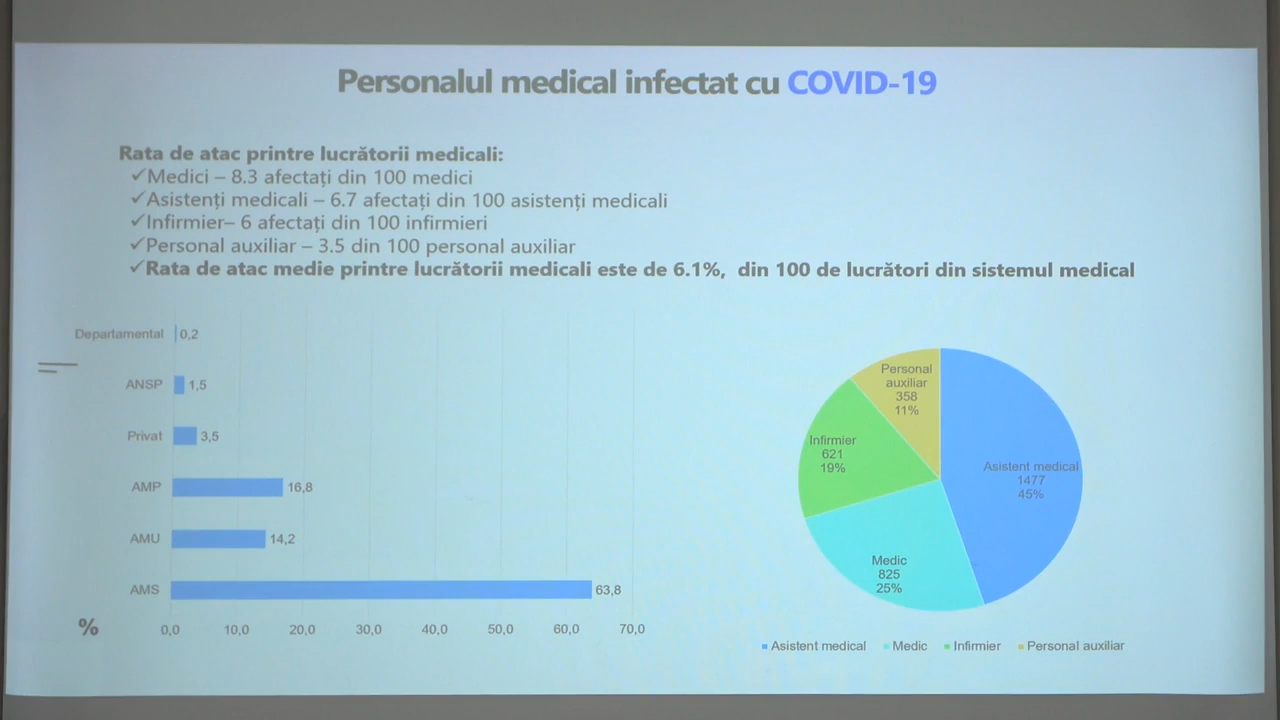 Personalul medical infectat cu COVID-19
Rata de atac printre lucrătorii medicali:
✓Medici – 8.3 afectați din 100 medici
✓Asistenți medicali – 6.7 afectați din 100 asistenți medicali
✓Infirmier– 6 afectați din 100 infirmieri
✓Personal auxiliar – 3.5 din 100 personal auxiliar
✓Rata de atac medie printre lucrătorii medicali este de 6.1%, din 100 de lucrători din sistemul medical
Departamental 0,2
ANSP 1,5
Privat 3,5
AMP 16,8
AMU 14,2
AMS 63,8
%
0,0 10,0 20,0 30,0 40,0 50,0 60,0 70,0
Personal
auxiliar
358
11%
Infirmier
621
19%
Asistent medical
1477
45%
Medic
825
25%
Asistent medical Medic Infirmier Personal auxiliar